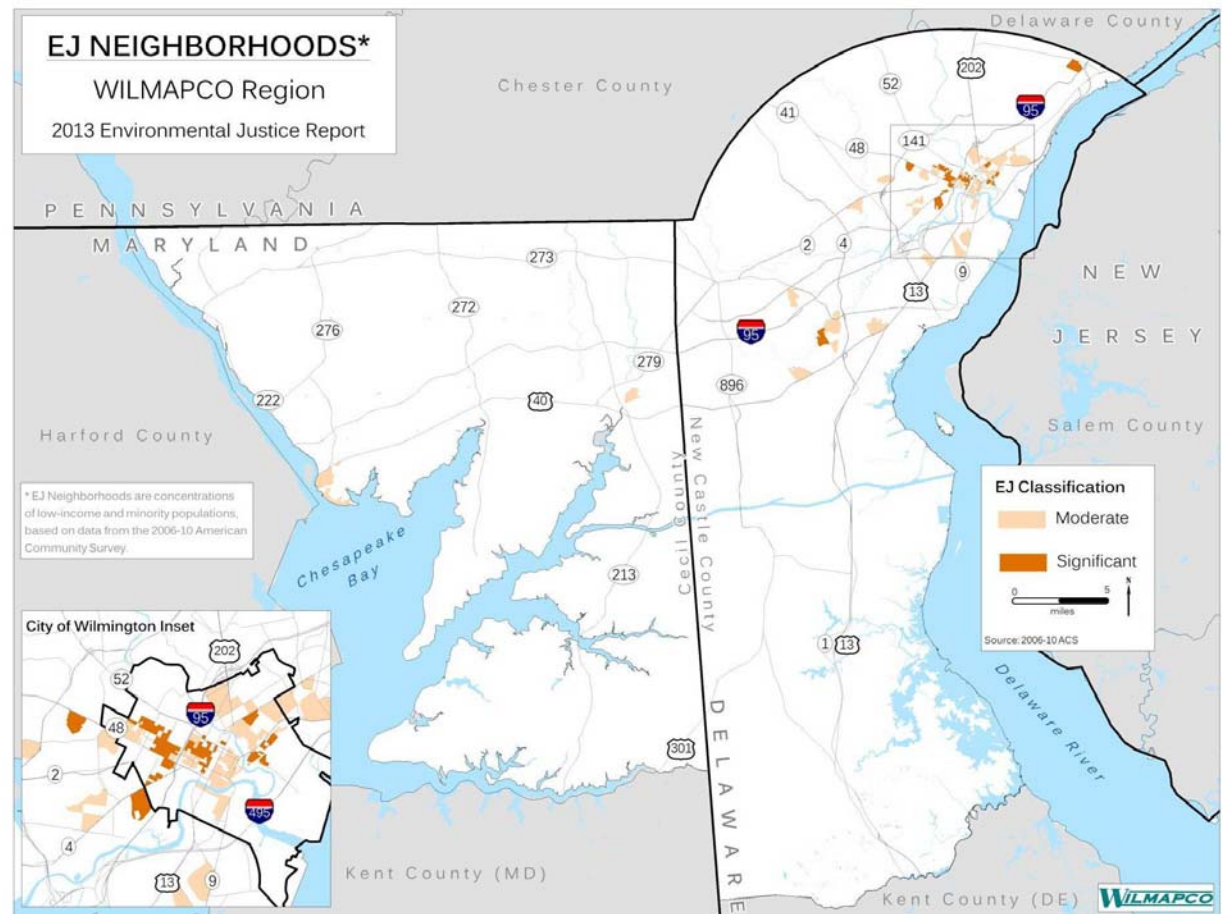 EJ NEIGHBORHOODS*
WILMAPCO Region
2013 Environmental Justice Report
Delaware County
Chester County
202
52
95
41
141
48
PENNSYLVANIA
MARYLAND
273
2
4
9
NEW
JERSEY
13
272
276
95
279
896
222
40
Harford County
Salem County
New Castle County
Cecil County
* EJ Neighborhoods are concentrations
of low-income and minority populations,
based on data from the 2006-10 American
Community Survey.
Chesapeake
Bay
213
EJ Classification
Moderate
Significant
0 5
miles
N
Source: 2006-10 ACS
1
13
Delaware River
301
DELAWARE
City of Wilmington Inset
202
52
95
48
2
495
4
13
9
Kent County (MD)
Kent County (DE)
WILMAPCO